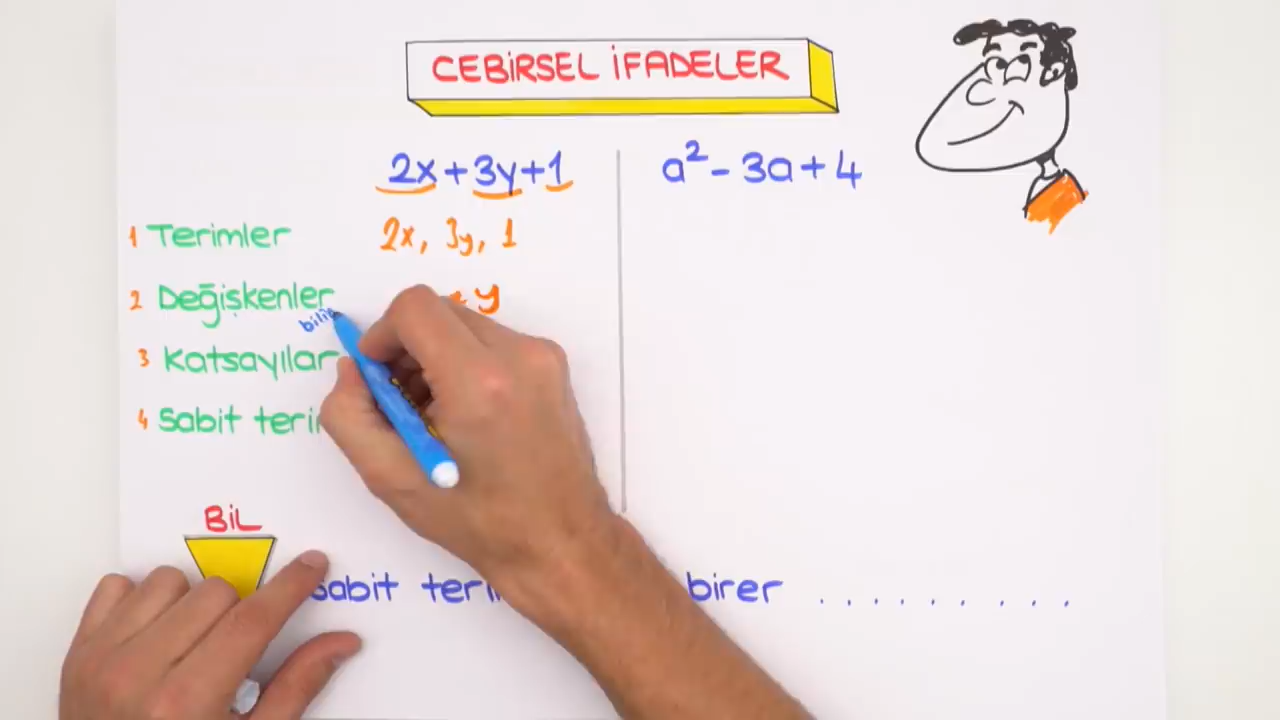 CEBİRSEL İFADELER
2x+3y+1
a²-3a+4
1 Terimler 2x, 3y, 1
2 Değişkenler y
3 Katsayılar
4 Sabit
BİL
Sabit birer .........